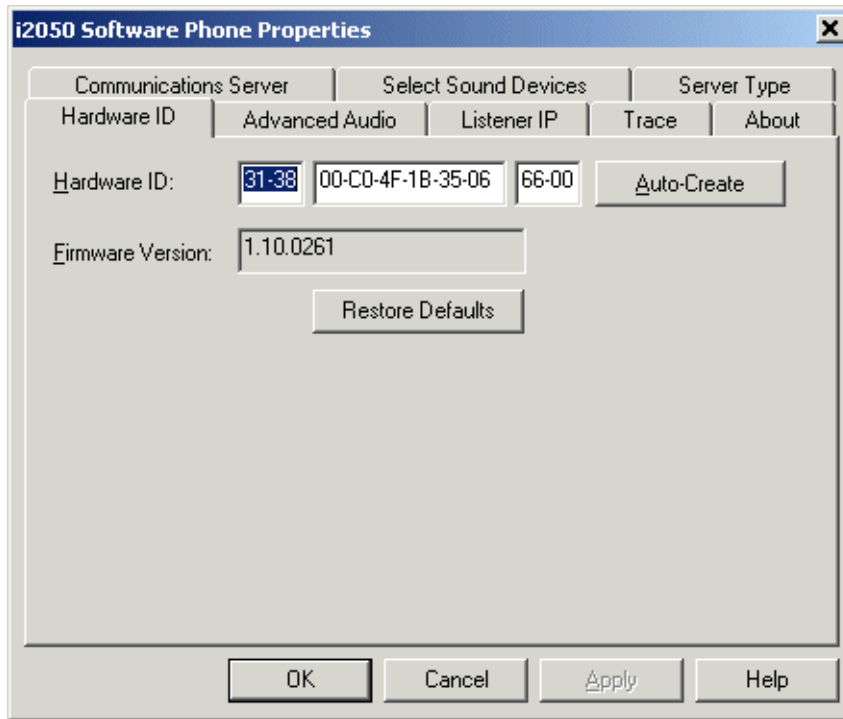 i2050 Software Phone Properties
Communications Server Select Sound Devices Server Type
Hardware ID Advanced Audio Listener IP Trace About
Hardware ID: 31-38 00-C0-4F-1B-35-06 66-00 Auto-Create
Firmware Version: 1.10.0261
Restore Defaults
OK Cancel Apply Help